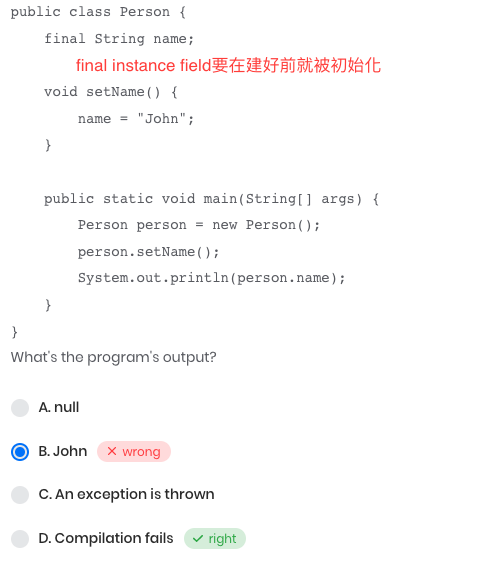 public class Person {
final String name;
final instance field要在建好前就被初始化
void setName() {
name = "John";
}
public static void main(String[] args) {
Person person = new Person();
person.setName();
System.out.println(person.name);
}
}
What's the program's output?
A. null
B. John wrong
C. An exception is thrown
D. Compilation fails right